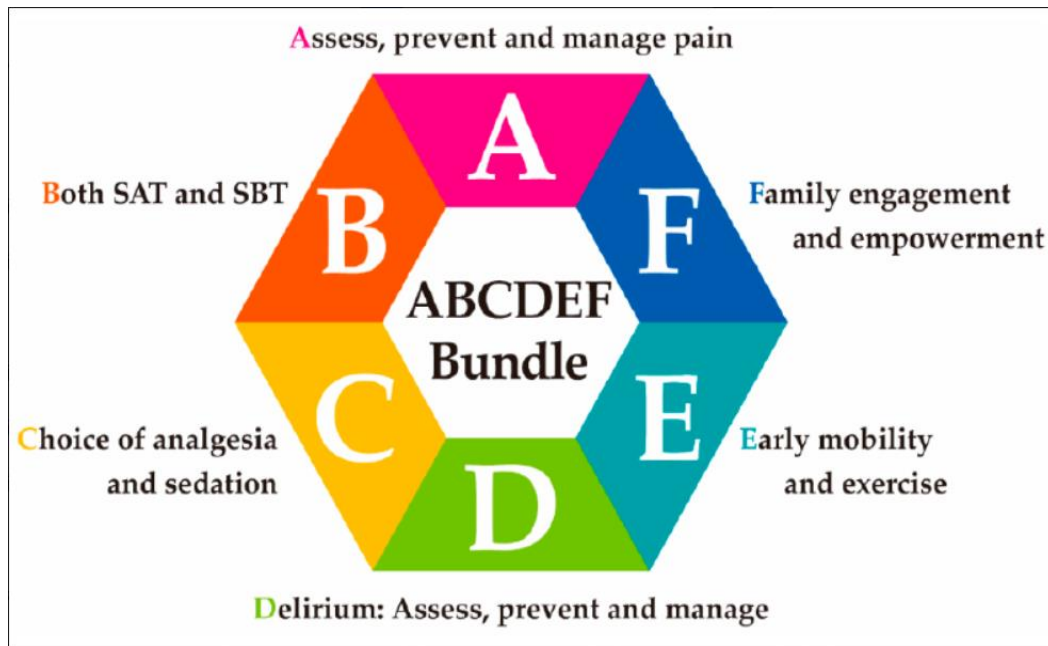 Assess, prevent and manage pain
A
B
Both SAT and SBT
F
Family engagement
and empowerment
ABCDEF
Bundle
C
Choice of analgesia
and sedation
E
Early mobility
and exercise
D
Delirium: Assess, prevent and manage